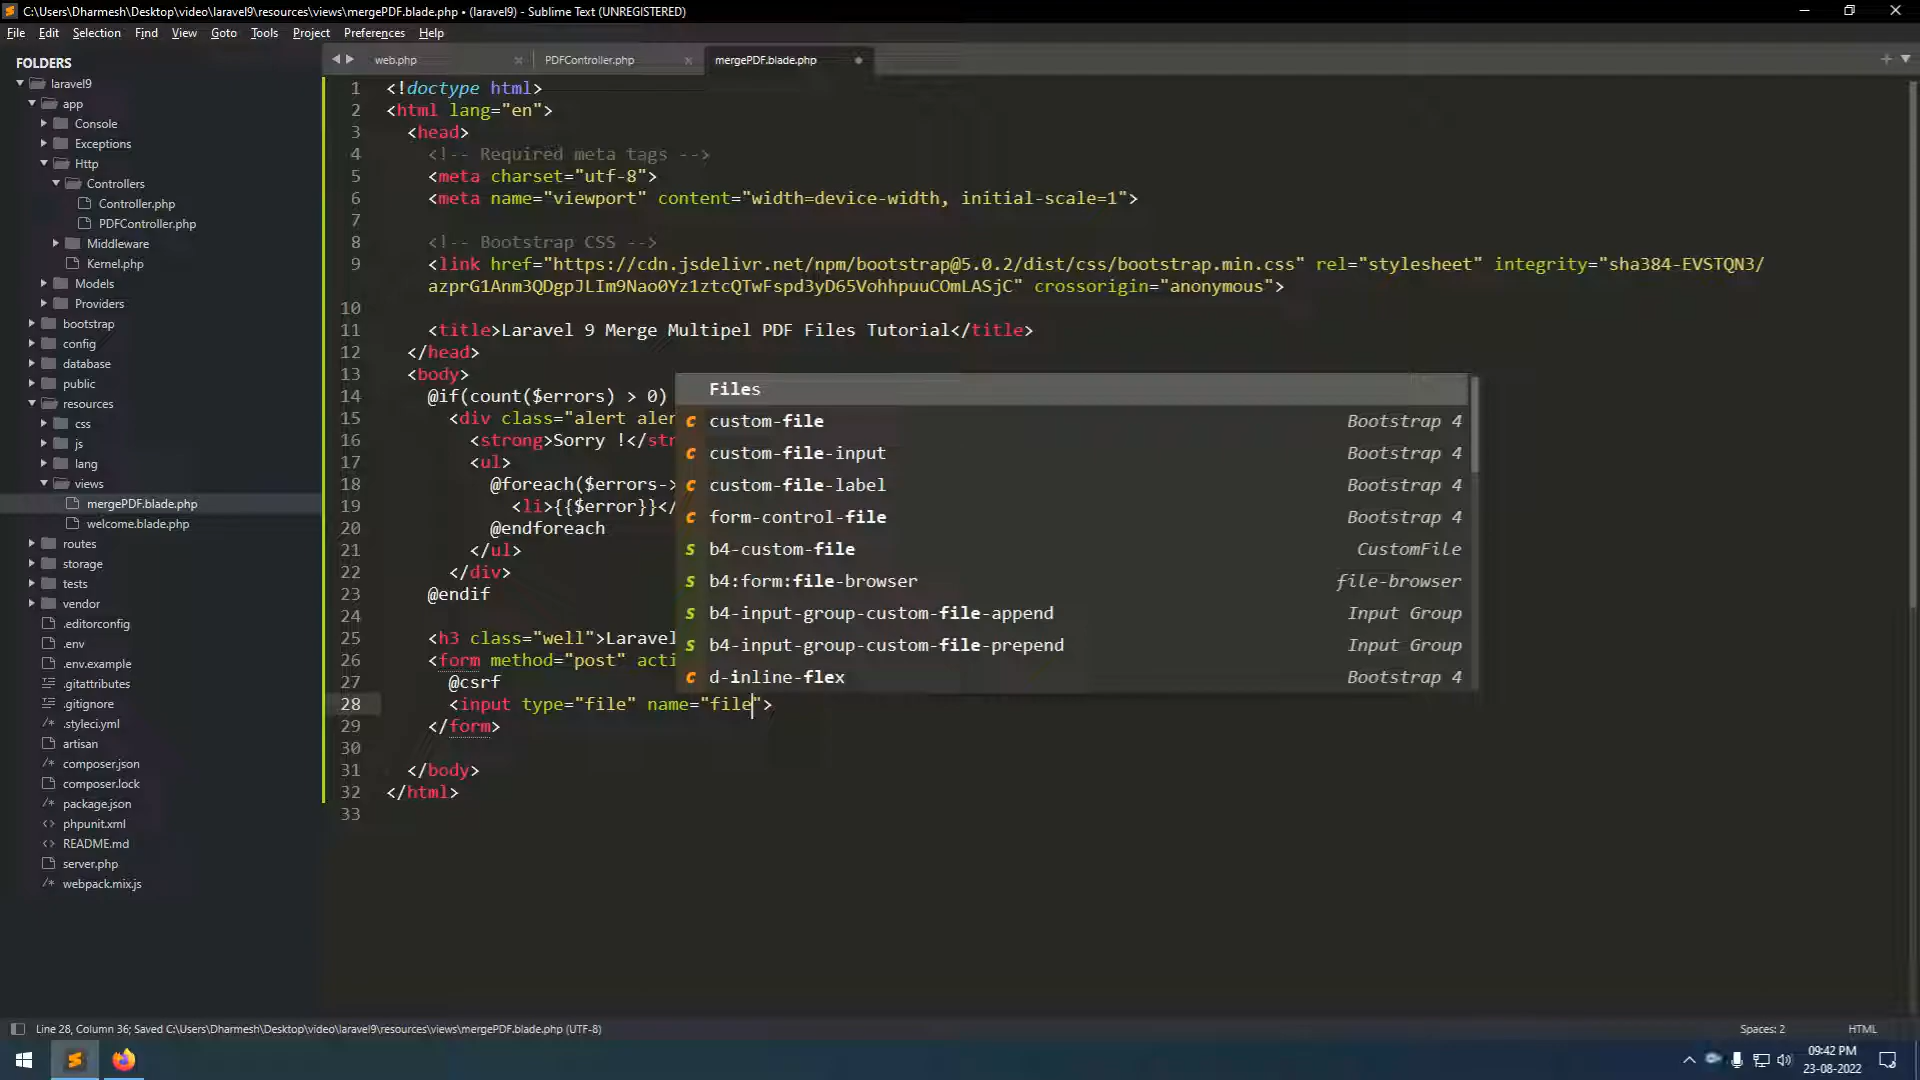 C:\Users\Dharmesh\Desktop\video\laravel9\resources\views\mergePDF.blade.php • (laravel9) - Sublime Text (UNREGISTERED)
File Edit Selection Find View Goto Tools Project Preferences Help
FOLDERS
laravel9
app
Console
Exceptions
Http
Controllers
Controller.php
PDFController.php
Middleware
Kernel.php
Models
Providers
bootstrap
config
database
public
resources
css
js
lang
views
mergePDF.blade.php
welcome.blade.php
routes
storage
tests
vendor
.editorconfig
.env
.env.example
.gitattributes
.gitignore
.styleci.yml
artisan
composer.json
composer.lock
package.json
phpunit.xml
README.md
server.php
webpack.mix.js
web.php PDFController.php mergePDF.blade.php
1 <!doctype html>
2 <html lang="en">
3 <head>
4 <!-- Required meta tags -->
5 <meta charset="utf-8">
6 <meta name="viewport" content="width=device-width, initial-scale=1">
7
8 <!-- Bootstrap CSS -->
9 <link href="https://cdn.jsdelivr.net/npm/bootstrap@5.0.2/dist/css/bootstrap.min.css" rel="stylesheet" integrity="sha384-EVSTQN3/
azprG1Anm3QDgpJLIm9Nao0Yz1ztcQTwFspd3yD65VohhpuuCOmLASjC" crossorigin="anonymous">
10
11 <title>Laravel 9 Merge Multipel PDF Files Tutorial</title>
12 </head>
13 <body>
14 @if(count($errors) > 0)
15 <div class="alert aler
16 <strong>Sorry !</str
17 <ul>
18 @foreach($errors->
19 <li>{{$error}}</
20 @endforeach
21 </ul>
22 </div>
23 @endif
24
25 <h3 class="well">Laravel
26 <form method="post" acti
27 @csrf
28 <input type="file" name="file">
29 </form>
30
31 </body>
32 </html>
33
Files
c custom-file Bootstrap 4
c custom-file-input Bootstrap 4
c custom-file-label Bootstrap 4
c form-control-file Bootstrap 4
s b4-custom-file CustomFile
s b4:form:file-browser file-browser
s b4-input-group-custom-file-append Input Group
s b4-input-group-custom-file-prepend Input Group
c d-inline-flex Bootstrap 4
Line 28, Column 36; Saved C:\Users\Dharmesh\Desktop\video\laravel9\resources\views\mergePDF.blade.php (UTF-8) Spaces: 2 HTML
09:42 PM
23-08-2022